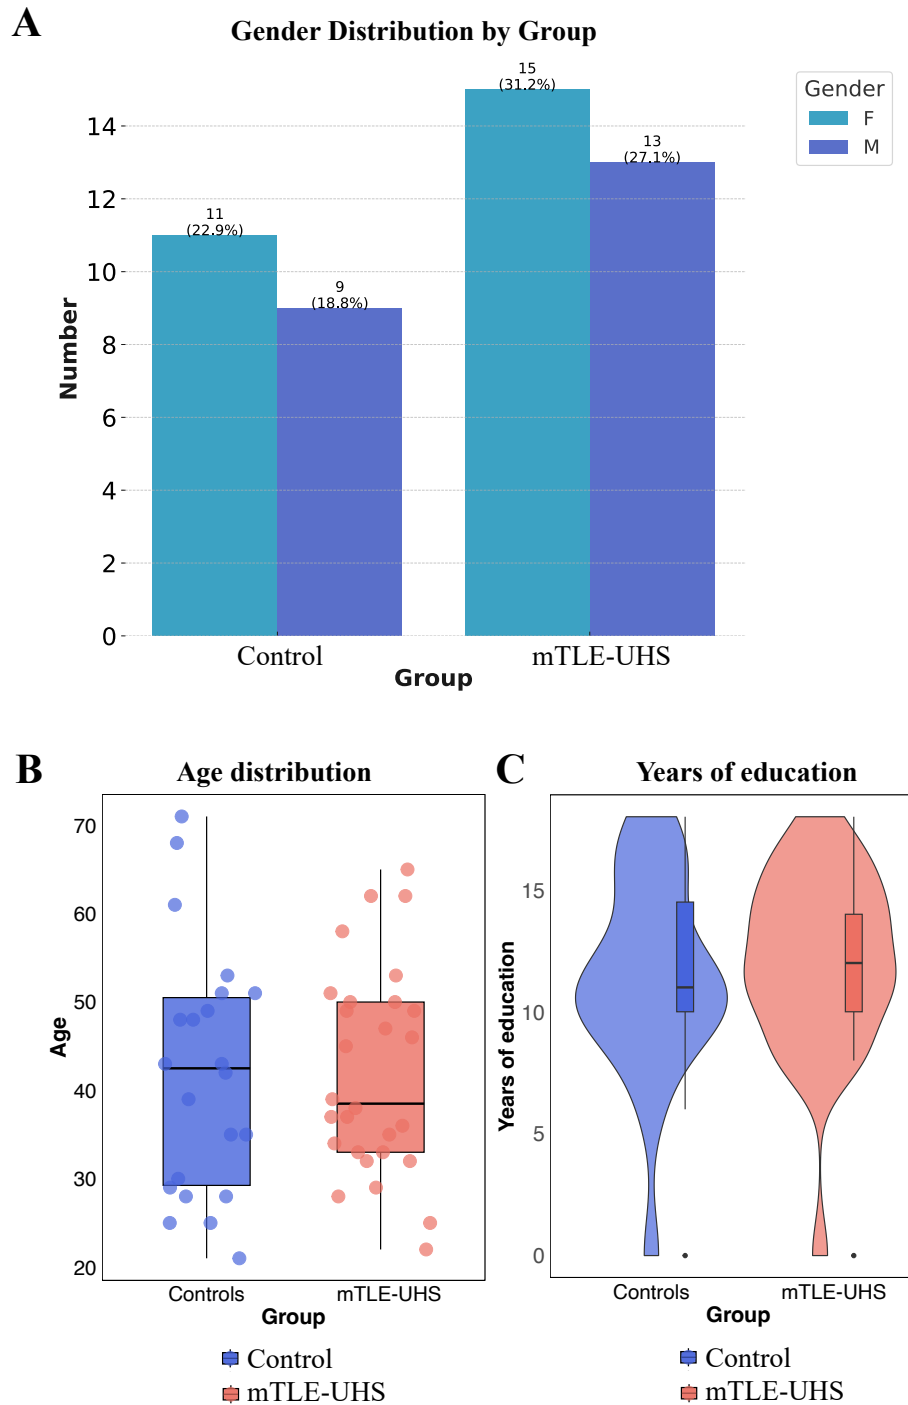 A
Gender Distribution by Group
15
(31.2%)
13
(27.1%)
11
(22.9%)
9
(18.8%)
Gender
F
M
14
12
10
8
6
4
2
0
Number
Control
mTLE-UHS
Group
B
Age distribution
70
60
50
40
30
20
Age
Controls
mTLE-UHS
Group
Control
mTLE-UHS
C
Years of education
15
10
5
0
Years of education
Controls
mTLE-UHS
Group
Control
mTLE-UHS